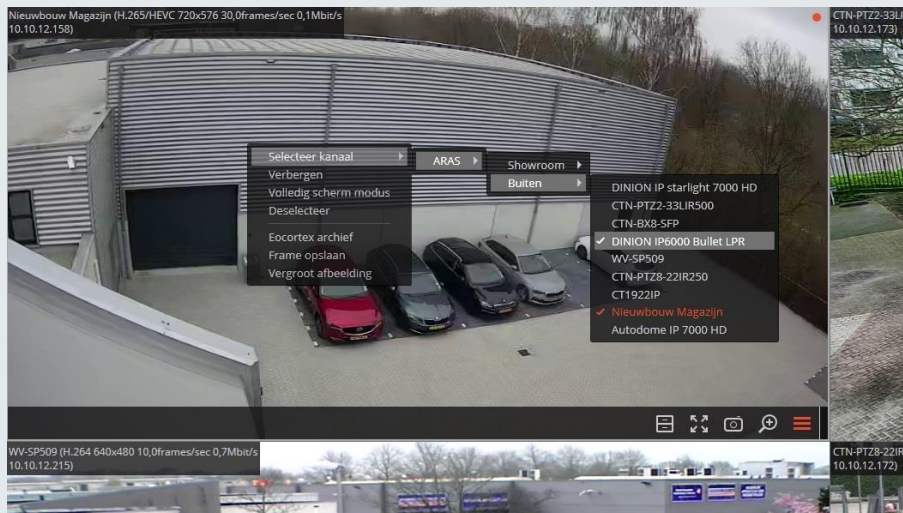 Nieuwbouw Magazijn (H.265/HEVC 720x576 30,0frames/sec 0,1Mbit/s
10.10.12.158)
CTN-PTZ2-33LI
10.10.12.173)
Selecteer kanaal
Verbergen
Volledig scherm modus
Deselecteer
Eocortex archief
Frame opslaan
Vergroot afbeelding
ARAS
Showroom
Buiten
DINION IP starlight 7000 HD
CTN-PTZ2-33LIR500
CTN-BX8-SFP
DINION IP6000 Bullet LPR
WV-SP509
CTN-PTZ8-22IR250
CT1922IP
Nieuwbouw Magazijn
Autodome IP 7000 HD
WV-SP509 (H.264 640x480 10,0frames/sec 0,7Mbit/s
10.10.12.215)
CTN-PTZ8-22IR
10.10.12.172)